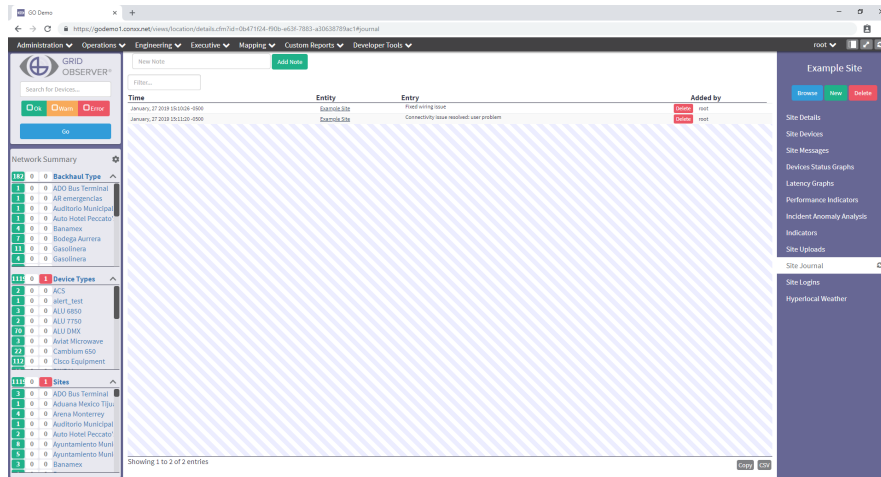 GO Demo
https://godemo1.conxx.net/views/location/details.cfm?id=0b471f24-f90b-e63f-7883-a30638789ac1#journal
Administration Operations Engineering Executive Mapping Custom Reports Developer Tools root
GRID
OBSERVER
Search for Devices...
Ok Warn Error
Go
Network Summary
182 0 0 Backhaul Type
1 0 0 ADO Bus Terminal
1 0 0 AR emergencias
1 0 0 Auditorio Municipal
1 0 0 Auto Hotel Peccato'
4 0 0 Banamex
7 0 0 Bodega Aurrera
11 0 0 Gasolinera
4 0 0 Gasolinera
0 1 Device Types
2 0 0 ACS
1 0 0 alert_test
3 0 0 ALU 6850
2 0 0 ALU 7750
70 0 0 ALU DMX
3 0 0 Aviat Microwave
22 0 0 Cambium 650
112 0 0 Cisco Equipment
0 1 Sites
3 0 0 ADO Bus Terminal
1 0 0 Aduana Mexico Tiju
4 0 0 Arena Monterrey
1 0 0 Auditorio Municipal
2 0 0 Auto Hotel Peccato'
8 0 0 Ayuntamiento Muni
5 0 0 Ayuntamiento Muni
3 0 0 Banamex
New Note Add Note
Filter...
Time Entity Entry Added by
January, 27 2019 15:10:26 -0500 Example Site Fixed wiring issue Delete root
January, 27 2019 15:11:20 -0500 Example Site Connectivity issue resolved: user problem Delete root
Showing 1 to 2 of 2 entries
Copy CSV
Example Site
Browse New Delete
Site Details
Site Devices
Site Messages
Devices Status Graphs
Latency Graphs
Performance Indicators
Incident Anomaly Analysis
Indicators
Site Uploads
Site Journal
Site Logins
Hyperlocal Weather